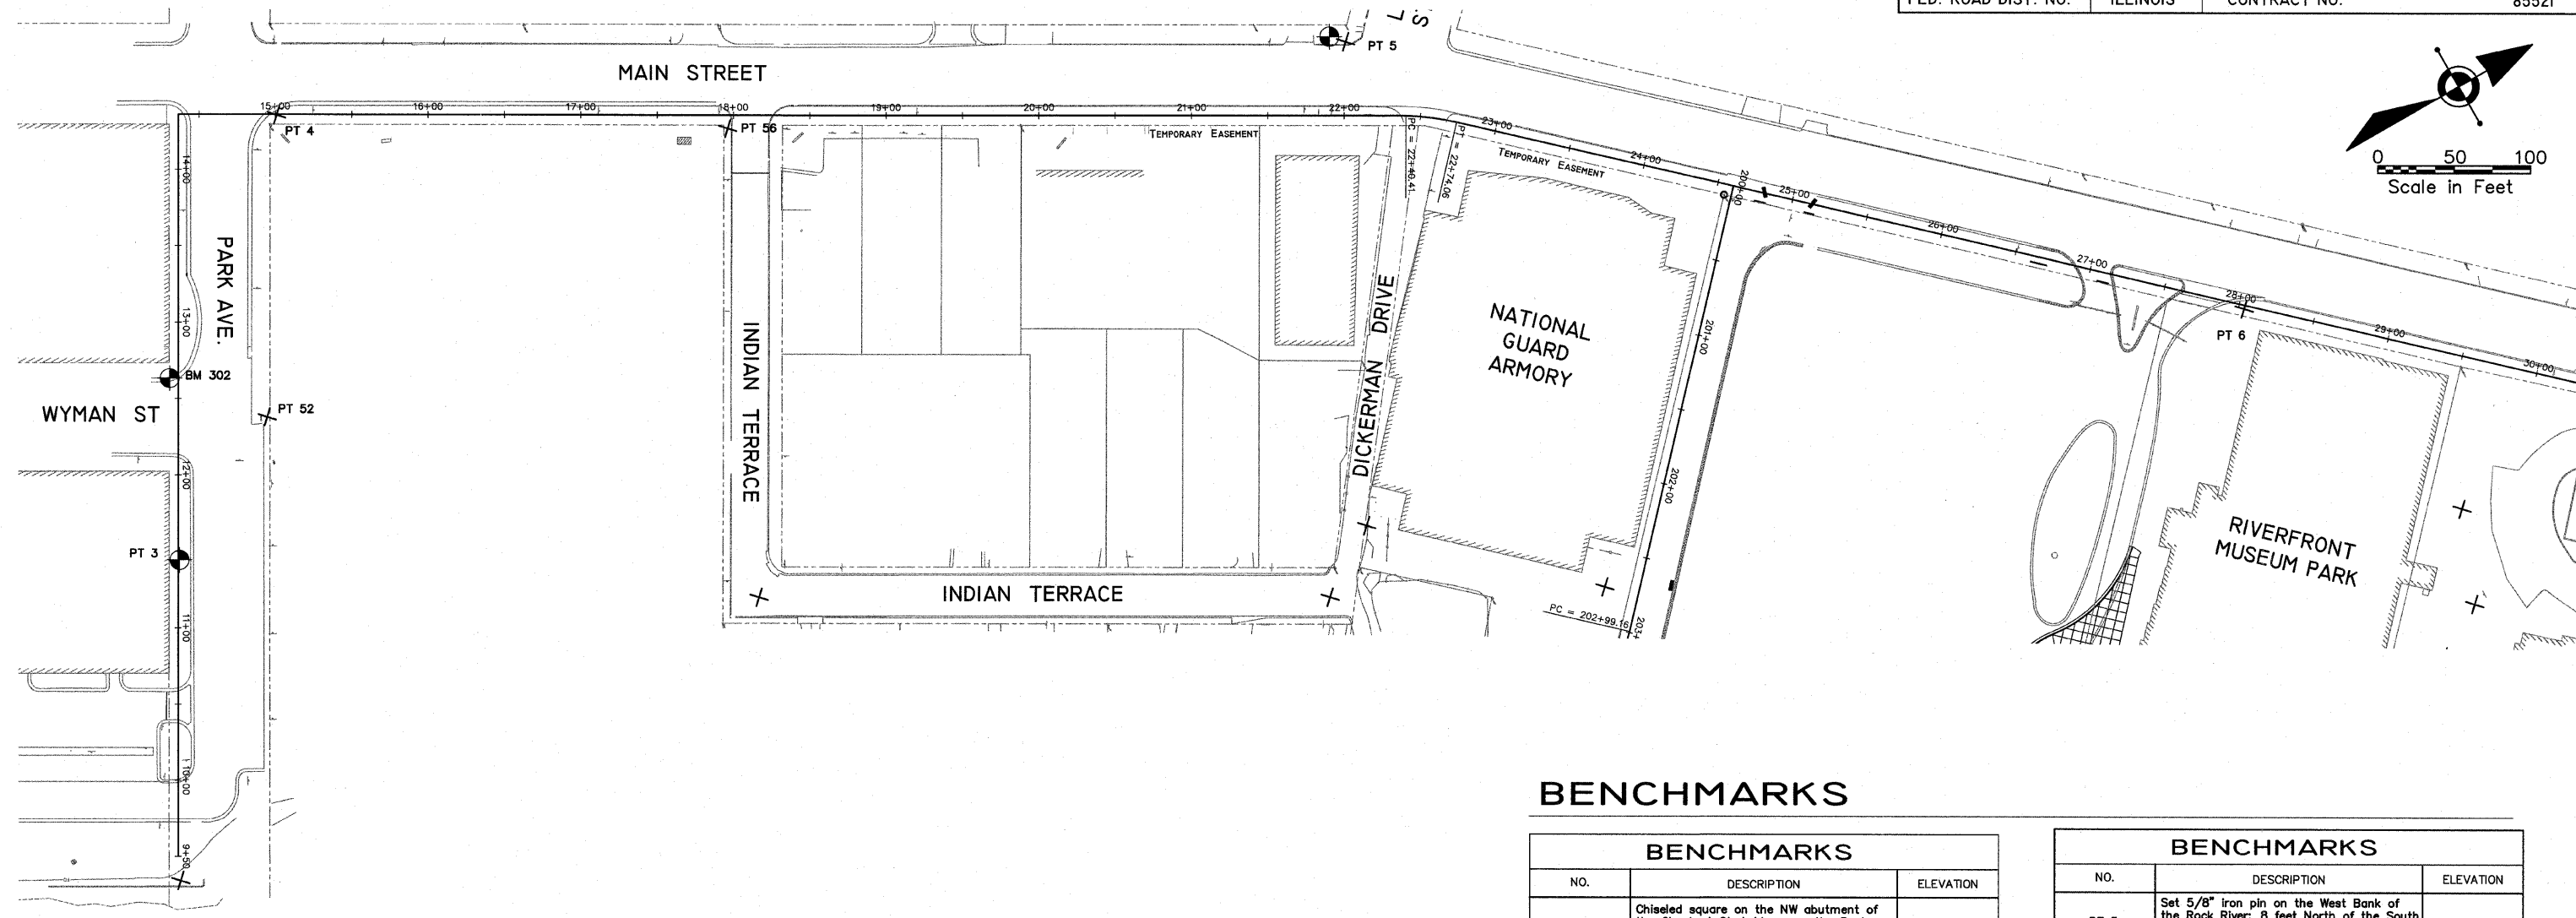 FED. ROAD DIST. NO.
ILLINOIS
CONTRACT NO.
85521
PT 5
MAIN STREET
0 50 100
Scale in Feet
15+00
16+00
17+00
18+00
19+00
20+00
21+00
22+00
PT 4
PT 56
TEMPORARY EASEMENT
PC = 22+40.41
PT = 22+74.06
23+00
24+00
TEMPORARY EASEMENT
200+00
25+00
26+00
27+00
28+00
29+00
30+00
PT 6
14+00
PARK AVE.
13+00
BM 302
WYMAN ST
PT 52
12+00
PT 3
11+00
10+00
9+50
INDIAN TERRACE
INDIAN TERRACE
DICKERMAN DRIVE
NATIONAL
GUARD
ARMORY
201+00
202+00
PC = 202+99.16
203+
RIVERFRONT
MUSEUM PARK
BENCHMARKS
BENCHMARKS
NO.
DESCRIPTION
ELEVATION
Chiseled square on the NW abutment of
BENCHMARKS
NO.
DESCRIPTION
ELEVATION
Set 5/8" iron pin on the West Bank of
the Rock River; 8 feet North of the South